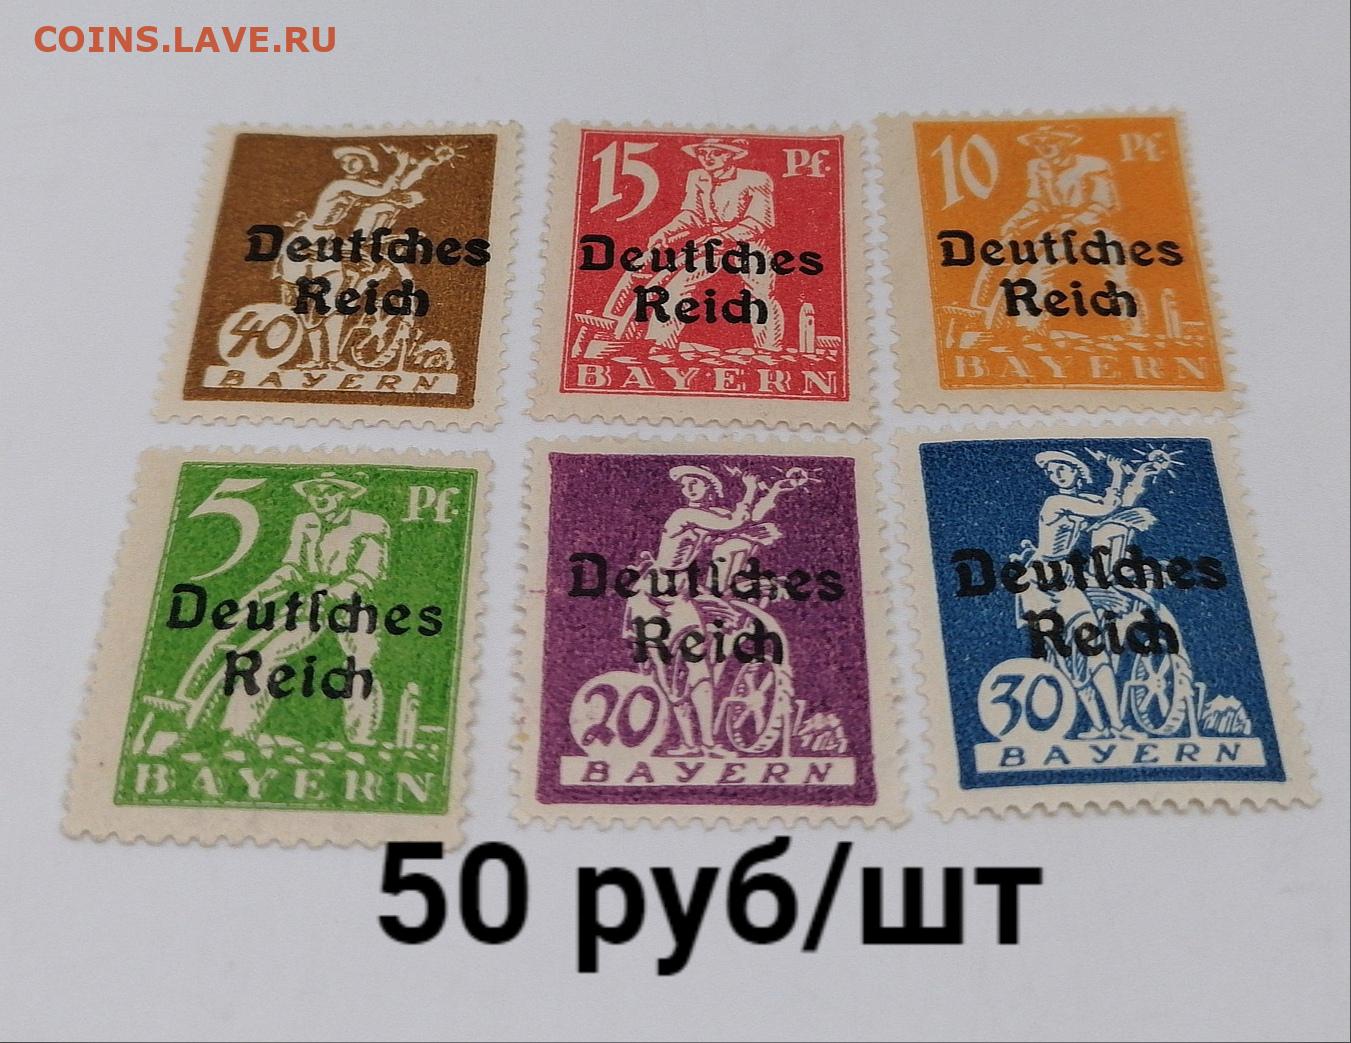 COINS.LAVE.RU
40
Deutſches
Reich
BAYERN
15 Pf.
Deutſches
Reich
BAYERN
10 Pf.
Deutſches
Reich
BAYERN
5 Pf.
Deutſches
Reich
BAYERN
Deutſches
Reich
20
BAYERN
Deutſches
Reich
30
BAYERN
50 руб/шт